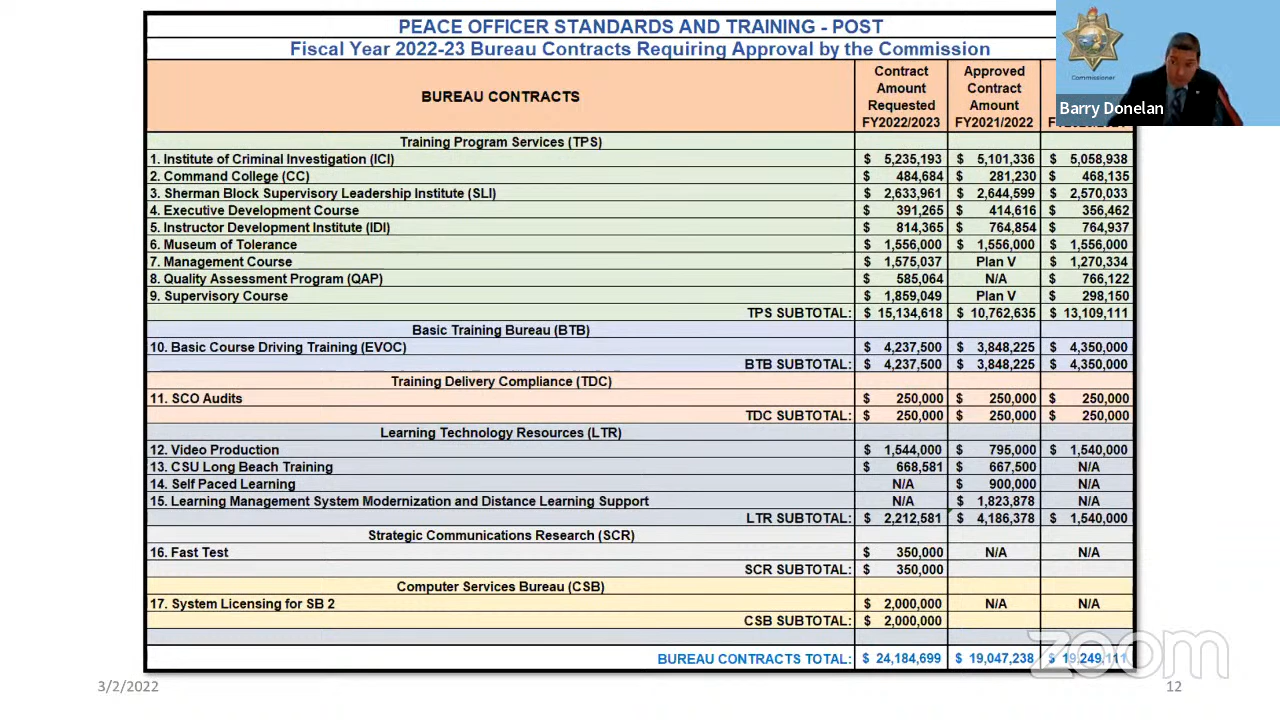 PEACE OFFICER STANDARDS AND TRAINING - POST
Fiscal Year 2022-23 Bureau Contracts Requiring Approval by the Commission
Commissioner
Barry Donelan
BUREAU CONTRACTS
Contract Amount Requested FY2022/2023
Approved Contract Amount FY2021/2022
Training Program Services (TPS)
1. Institute of Criminal Investigation (ICI) $ 5,235,193 $ 5,101,336 $ 5,058,938
2. Command College (CC) $ 484,684 $ 281,230 $ 468,135
3. Sherman Block Supervisory Leadership Institute (SLI) $ 2,633,961 $ 2,644,599 $ 2,570,033
4. Executive Development Course $ 391,265 $ 414,616 $ 356,462
5. Instructor Development Institute (IDI) $ 814,365 $ 764,854 $ 764,937
6. Museum of Tolerance $ 1,556,000 $ 1,556,000 $ 1,556,000
7. Management Course $ 1,575,037 Plan V $ 1,270,334
8. Quality Assessment Program (QAP) $ 585,064 N/A $ 766,122
9. Supervisory Course $ 1,859,049 Plan V $ 298,150
TPS SUBTOTAL: $ 15,134,618 $ 10,762,635 $ 13,109,111
Basic Training Bureau (BTB)
10. Basic Course Driving Training (EVOC) $ 4,237,500 $ 3,848,225 $ 4,350,000
BTB SUBTOTAL: $ 4,237,500 $ 3,848,225 $ 4,350,000
Training Delivery Compliance (TDC)
11. SCO Audits $ 250,000 $ 250,000 $ 250,000
TDC SUBTOTAL: $ 250,000 $ 250,000 $ 250,000
Learning Technology Resources (LTR)
12. Video Production $ 1,544,000 $ 795,000 $ 1,540,000
13. CSU Long Beach Training $ 668,581 $ 667,500 N/A
14. Self Paced Learning N/A $ 900,000 N/A
15. Learning Management System Modernization and Distance Learning Support N/A $ 1,823,878 N/A
LTR SUBTOTAL: $ 2,212,581 $ 4,186,378 $ 1,540,000
Strategic Communications Research (SCR)
16. Fast Test $ 350,000 N/A N/A
SCR SUBTOTAL: $ 350,000
Computer Services Bureau (CSB)
17. System Licensing for SB 2 $ 2,000,000 N/A N/A
CSB SUBTOTAL: $ 2,000,000
BUREAU CONTRACTS TOTAL: $ 24,184,699 $ 19,047,238 $ 19,249,111
zoom
3/2/2022
12